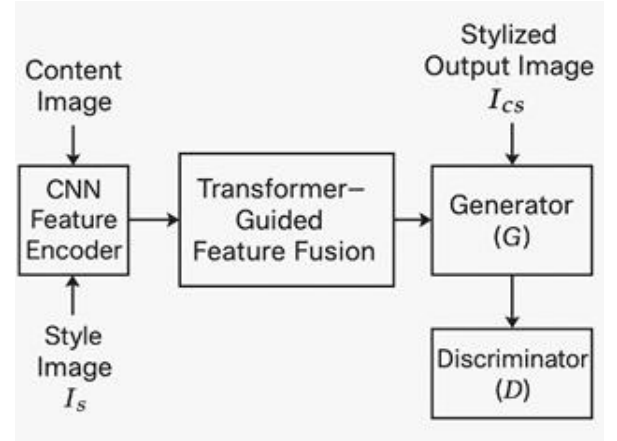 Content
Image
CNN
Feature
Encoder
Style
Image
I_s
Transformer–
Guided
Feature Fusion
Stylized
Output Image
I_cs
Generator
(G)
Discriminator
(D)